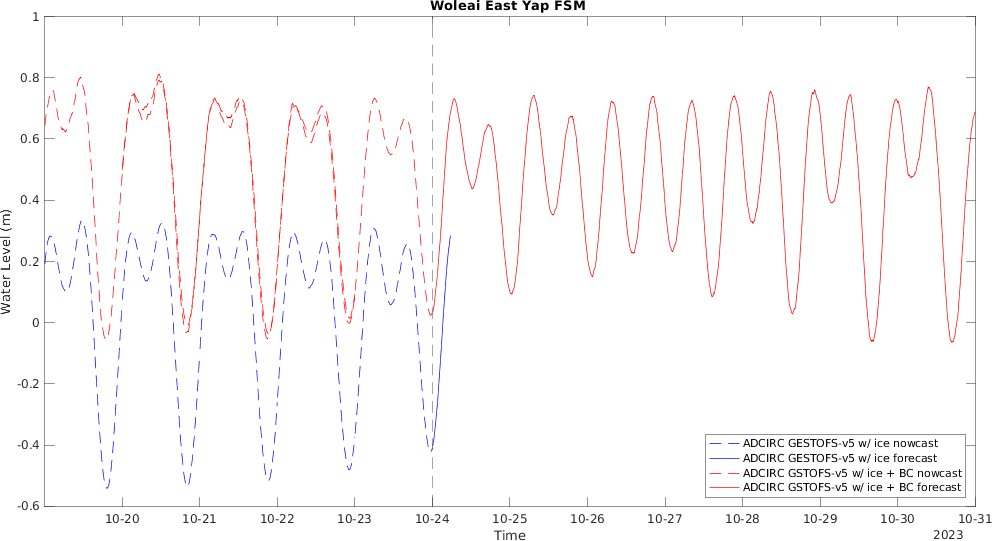 Woleai East Yap FSM
Water Level (m)
1
0.8
0.6
0.4
0.2
0
-0.2
-0.4
-0.6
10-20 10-21 10-22 10-23 10-24 10-25 10-26 10-27 10-28 10-29 10-30 10-31
Time
2023
ADCIRC GESTOFS-v5 w/ ice nowcast
ADCIRC GESTOFS-v5 w/ ice forecast
ADCIRC GSTOFS-v5 w/ ice + BC nowcast
ADCIRC GSTOFS-v5 w/ ice + BC forecast